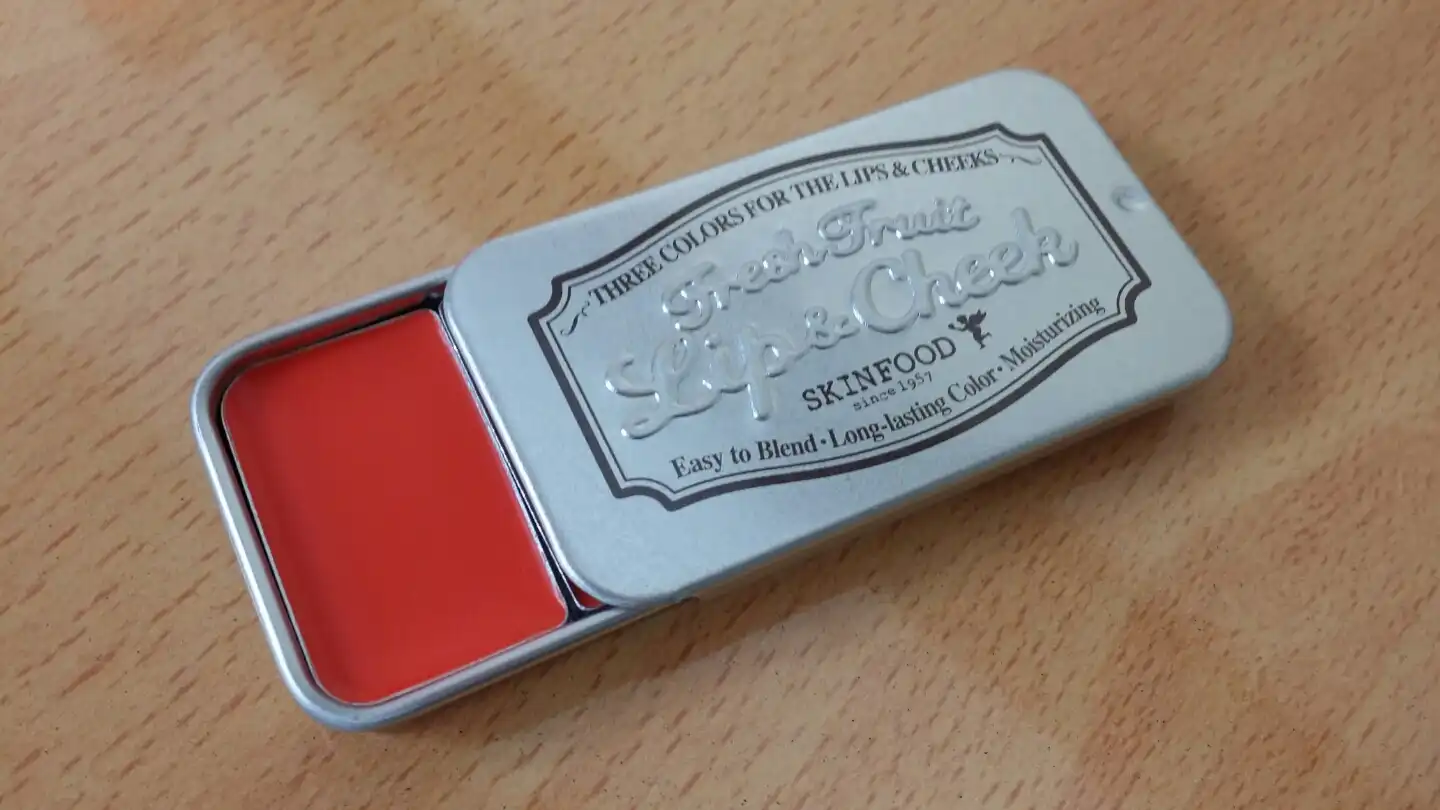 THREE COLORS FOR THE LIPS & CHEEKS
Fresh Fruit
Lip & Cheek
SKINFOOD
since 1957
Easy to Blend · Long-lasting Color · Moisturizing